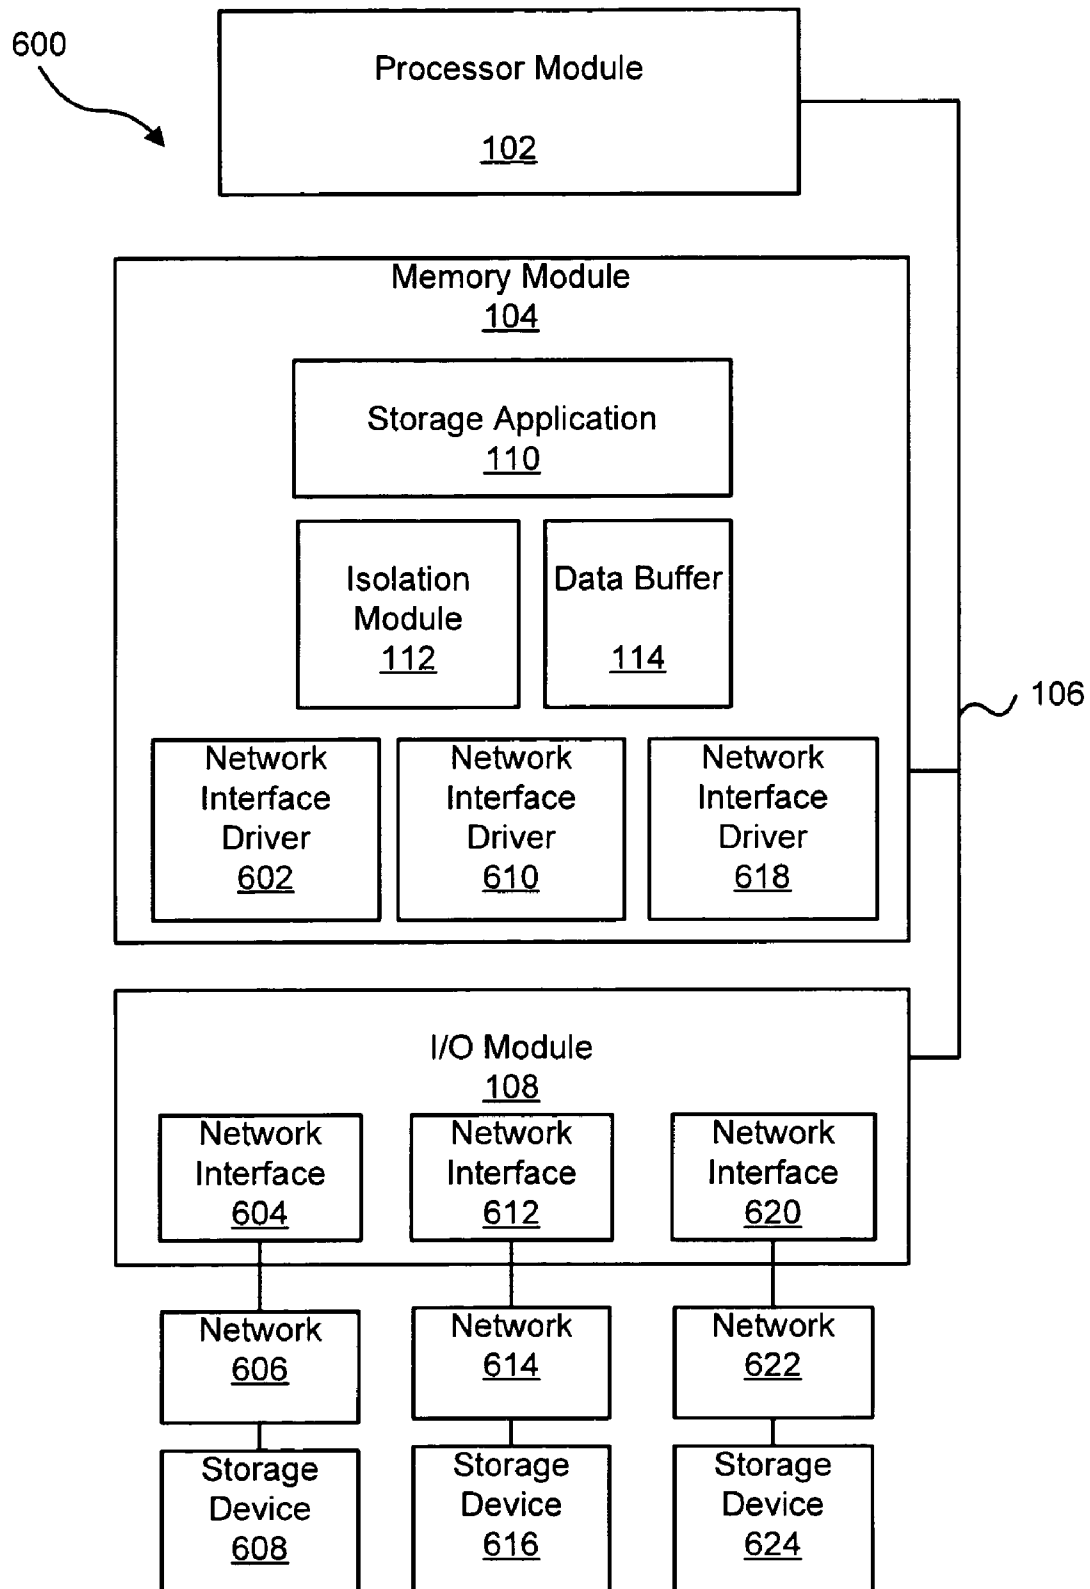 600
Processor Module
102
Memory Module
104
Storage Application
110
Isolation
Module
112
Data Buffer
114
106
Network
Interface
Driver
602
Network
Interface
Driver
610
Network
Interface
Driver
618
I/O Module
108
Network
Interface
604
Network
Interface
612
Network
Interface
620
Network
606
Network
614
Network
622
Storage
Device
608
Storage
Device
616
Storage
Device
624